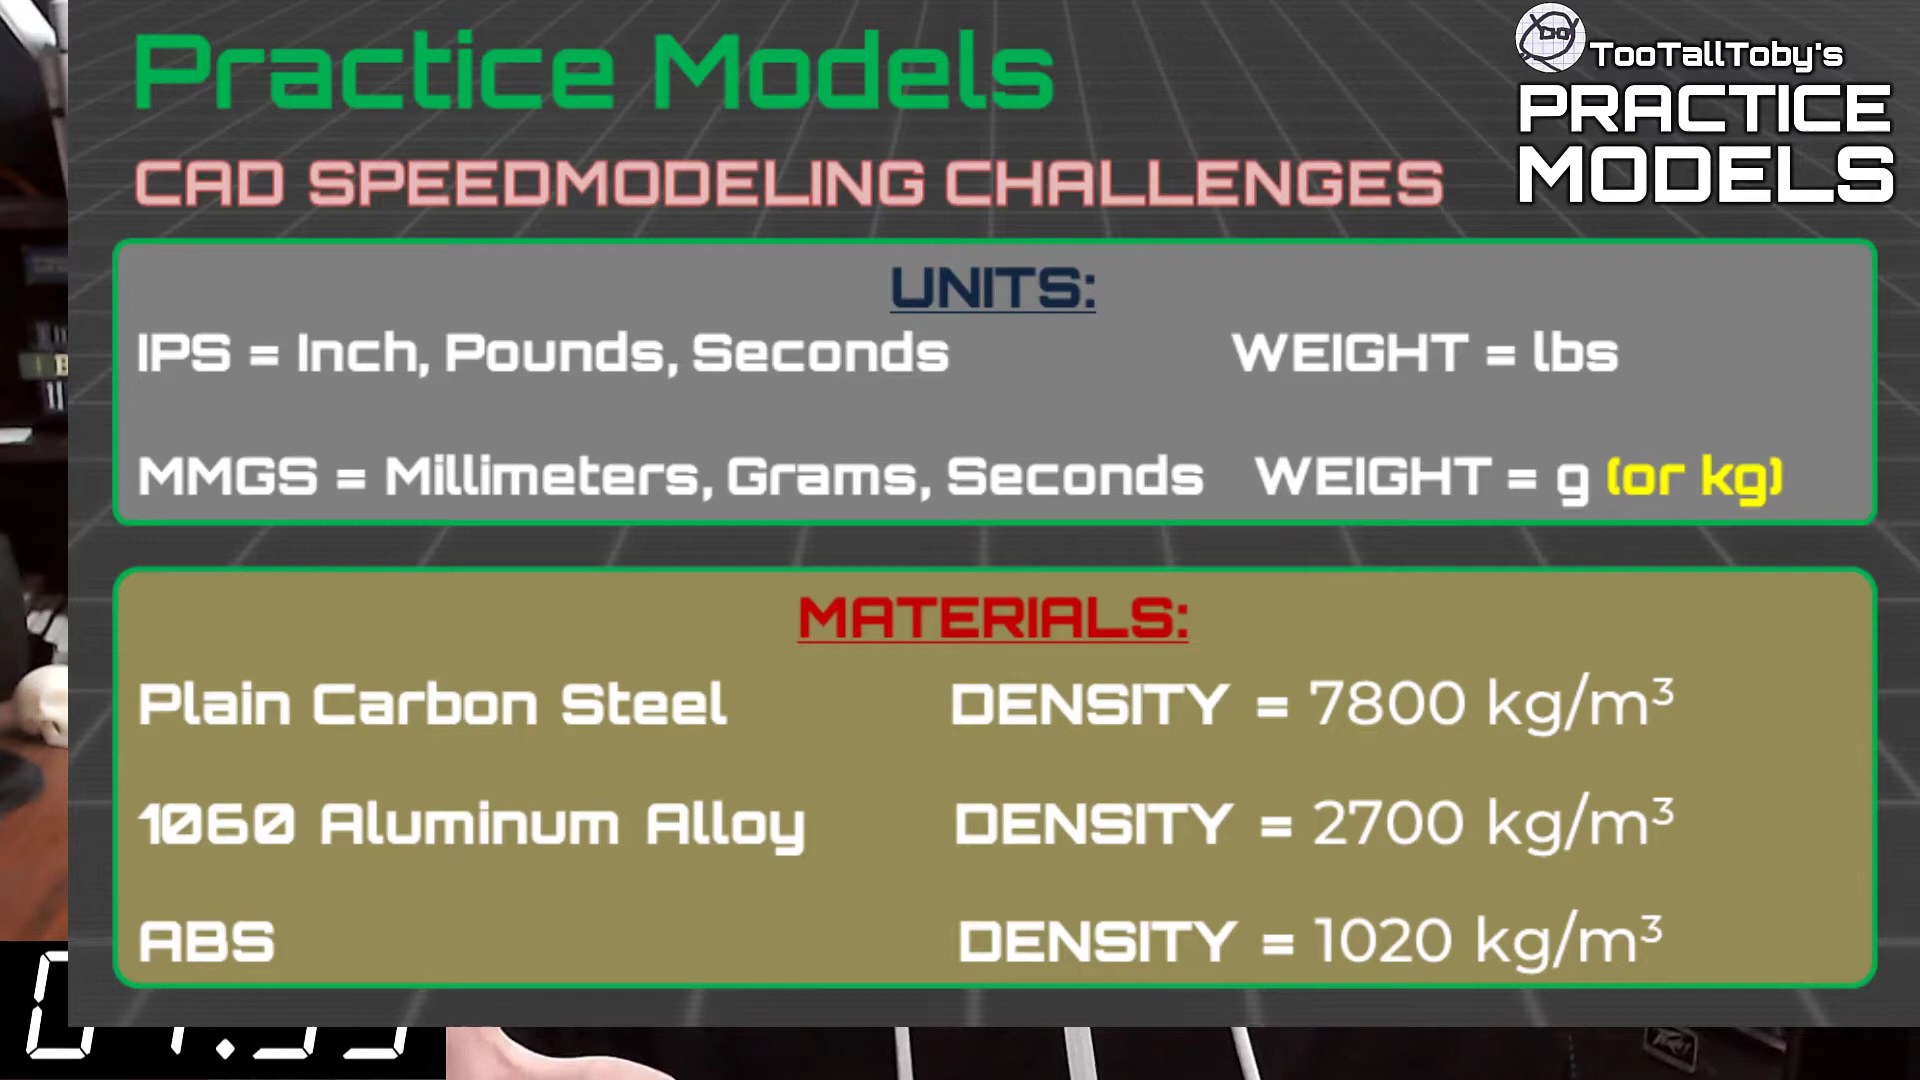 Practice Models
TooTallToby's
PRACTICE
MODELS
CAD SPEEDMODELING CHALLENGES
UNITS:
IPS = Inch, Pounds, Seconds WEIGHT = lbs
MMGS = Millimeters, Grams, Seconds WEIGHT = g (or kg)
MATERIALS:
Plain Carbon Steel DENSITY = 7800 kg/m³
1060 Aluminum Alloy DENSITY = 2700 kg/m³
ABS DENSITY = 1020 kg/m³